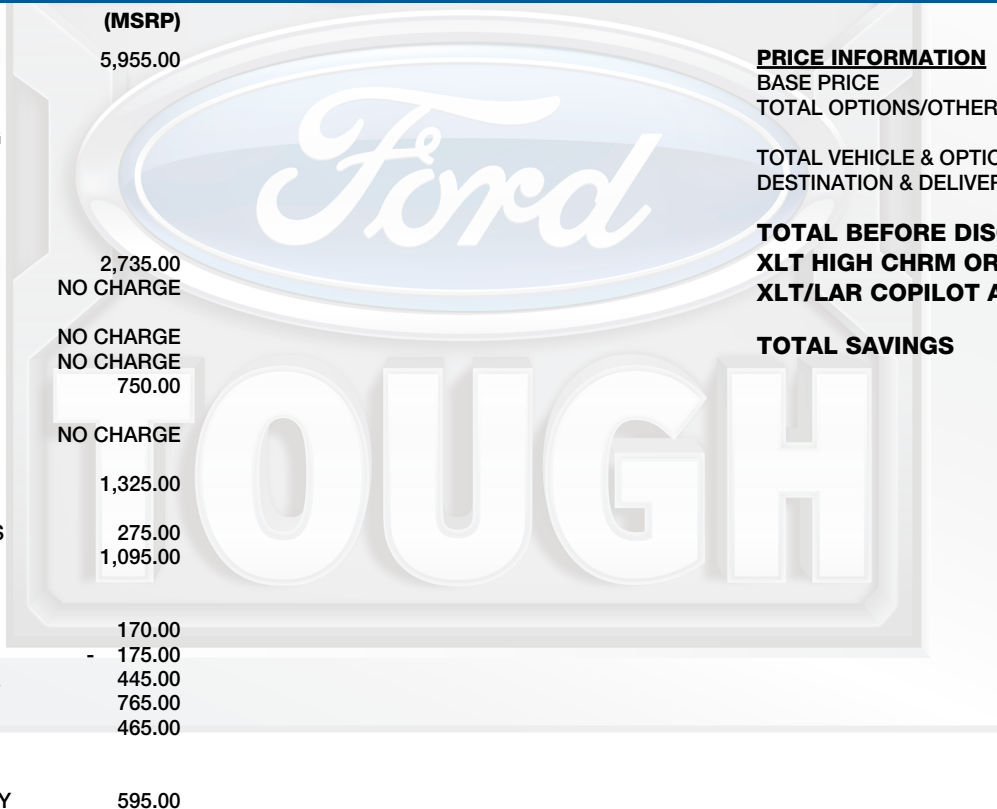 (MSRP)
5,955.00
2,735.00
NO CHARGE
NO CHARGE
NO CHARGE
750.00
NO CHARGE
1,325.00
S 275.00
1,095.00
170.00
- 175.00
445.00
765.00
465.00
Y 595.00
PRICE INFORMATION
BASE PRICE
TOTAL OPTIONS/OTHER
TOTAL VEHICLE & OPTIO
DESTINATION & DELIVER
TOTAL BEFORE DIS
XLT HIGH CHRM OR
XLT/LAR COPILOT A
TOTAL SAVINGS
Ford
TOUGH